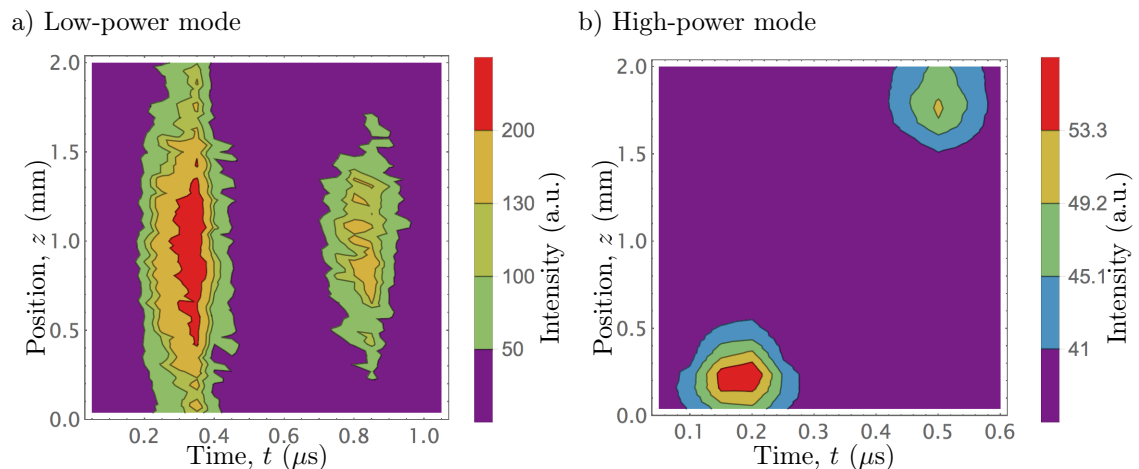 a) Low-power mode
Position, z (mm)
2.0
1.5
1.0
0.5
0.0
0.2 0.4 0.6 0.8 1.0
Time, t (μs)
200
130
100
50
Intensity (a.u.)
b) High-power mode
Position, z (mm)
2.0
1.5
1.0
0.5
0.0
0.1 0.2 0.3 0.4 0.5 0.6
Time, t (μs)
53.3
49.2
45.1
41
Intensity (a.u.)